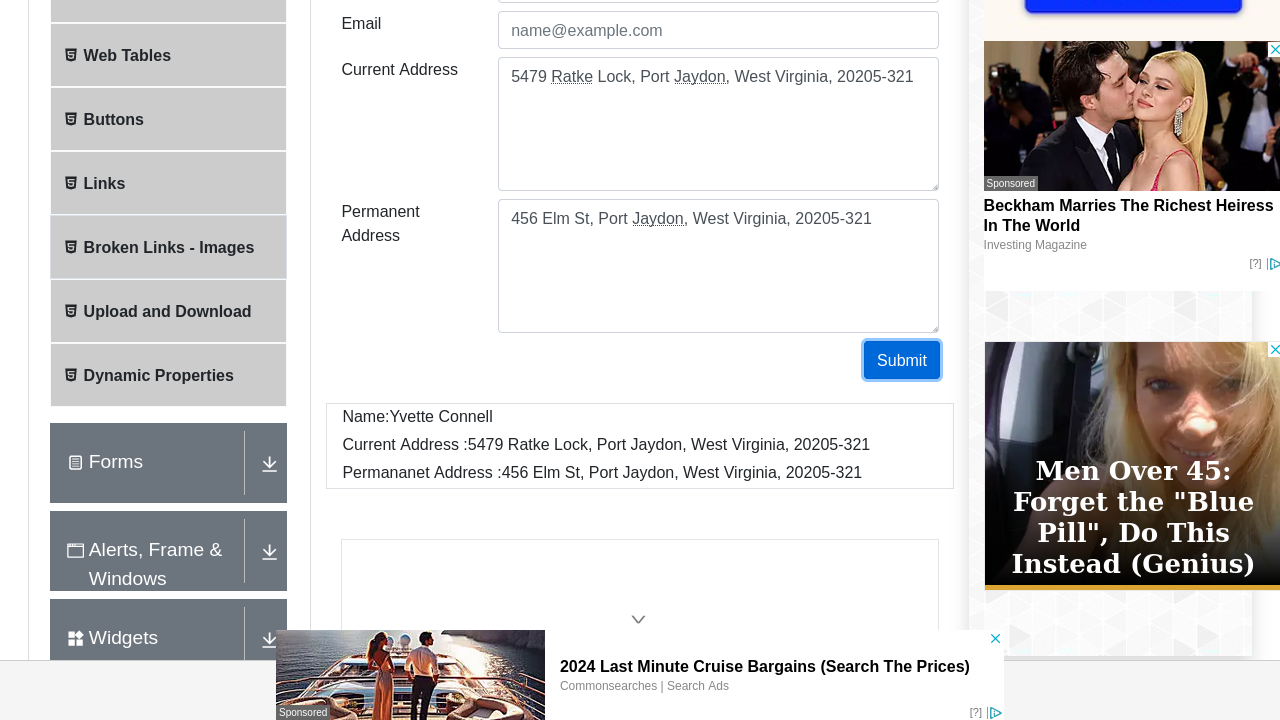 Email
name@example.com
Web Tables
Current Address
5479 Ratke Lock, Port Jaydon, West Virginia, 20205-321
Buttons
Links
Sponsored
Permanent
Address
456 Elm St, Port Jaydon, West Virginia, 20205-321
Beckham Marries The Richest Heiress
In The World
Investing Magazine
[?]
Broken Links - Images
Upload and Download
Dynamic Properties
Submit
Name:Yvette Connell
Current Address :5479 Ratke Lock, Port Jaydon, West Virginia, 20205-321
Permananet Address :456 Elm St, Port Jaydon, West Virginia, 20205-321
Forms
Alerts, Frame &
Windows
Widgets
Men Over 45:
Forget the "Blue
Pill", Do This
Instead (Genius)
2024 Last Minute Cruise Bargains (Search The Prices)
Commonsearches | Search Ads
Sponsored
[?]